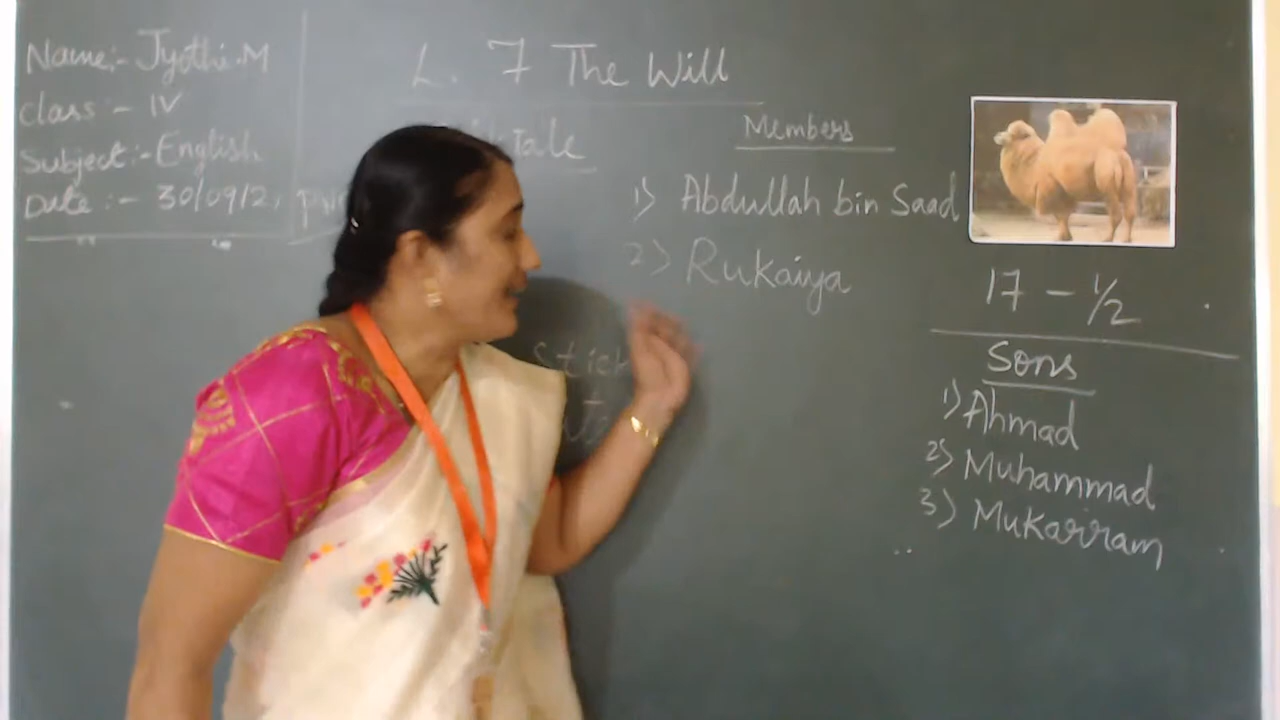 Name:- Jyothi.M
Class:- IV
Subject:- English
Date:- 30/09/2
L. 7 The Will
Tale
Members
1) Abdullah bin Saad
2) Rukaiya
17 - 1/2
Sons
1) Ahmad
2) Muhammad
3) Mukarram